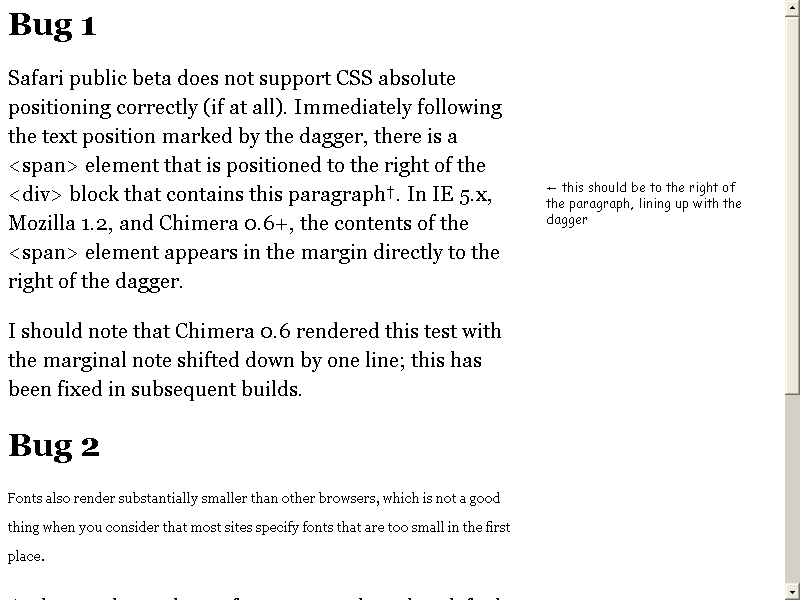 Bug 1
Safari public beta does not support CSS absolute
positioning correctly (if at all). Immediately following
the text position marked by the dagger, there is a
<span> element that is positioned to the right of the
<div> block that contains this paragraph†. In IE 5.x,
Mozilla 1.2, and Chimera 0.6+, the contents of the
<span> element appears in the margin directly to the
right of the dagger.
← this should be to the right of
the paragraph, lining up with the
dagger
I should note that Chimera 0.6 rendered this test with
the marginal note shifted down by one line; this has
been fixed in subsequent builds.
Bug 2
Fonts also render substantially smaller than other browsers, which is not a good
thing when you consider that most sites specify fonts that are too small in the first
place.